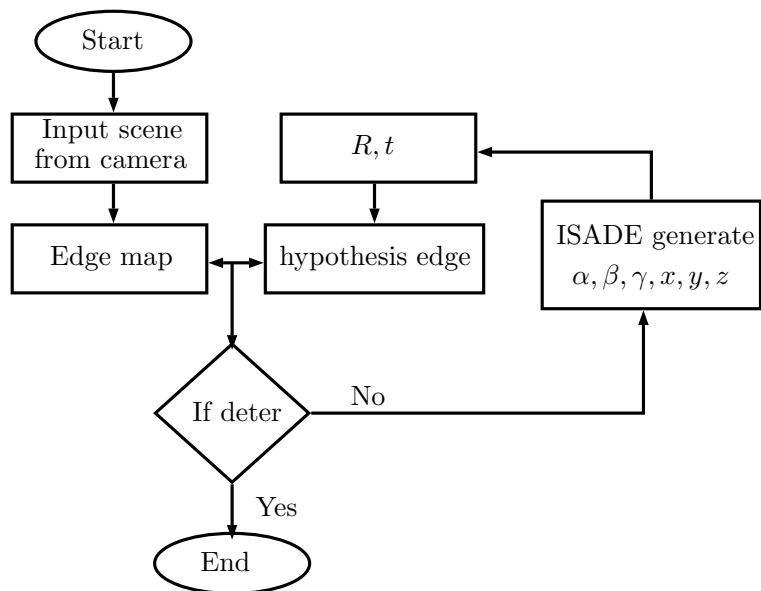 Start
Input scene
from camera
R, t
ISADE generate
α, β, γ, x, y, z
Edge map
hypothesis edge
If deter
No
Yes
End